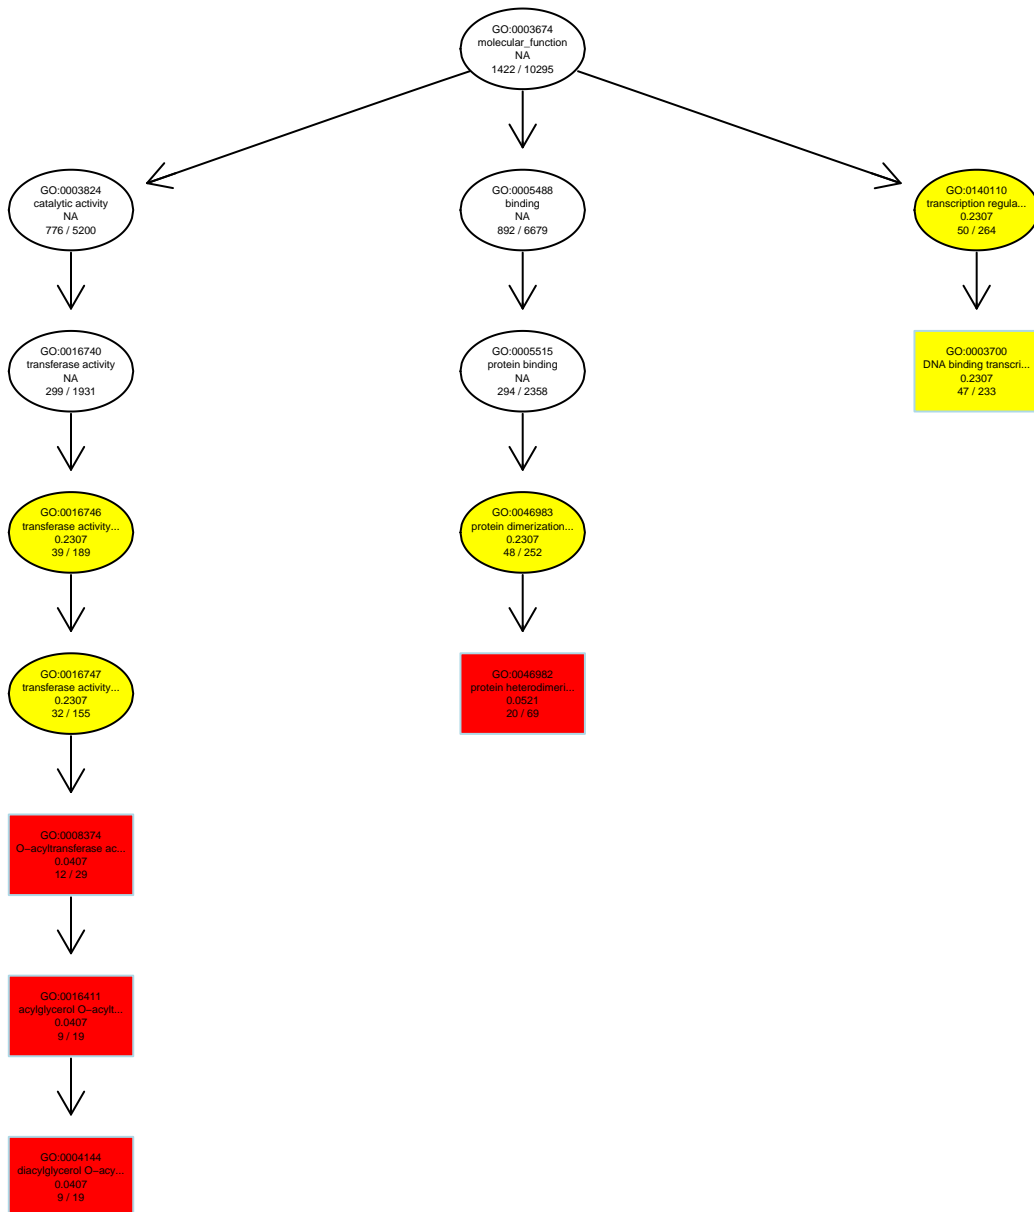 GO:0003674
molecular_function
NA
1422 / 10295
GO:0003824
catalytic activity
NA
776 / 5200
GO:0005488
binding
NA
892 / 6679
GO:0140110
transcription regula...
0.2307
50 / 264
GO:0016740
transferase activity
NA
299 / 1931
GO:0005515
protein binding
NA
294 / 2358
GO:0003700
DNA binding transcri...
0.2307
47 / 233
GO:0016746
transferase activity...
0.2307
39 / 189
GO:0046983
protein dimerization...
0.2307
48 / 252
GO:0016747
transferase activity...
0.2307
32 / 155
GO:0046982
protein heterodimeri...
0.0521
20 / 69
GO:0008374
O−acyltransferase ac...
0.0407
12 / 29
GO:0016411
acylglycerol O−acylt...
0.0407
9 / 19
GO:0004144
diacylglycerol O−acy...
0.0407
9 / 19